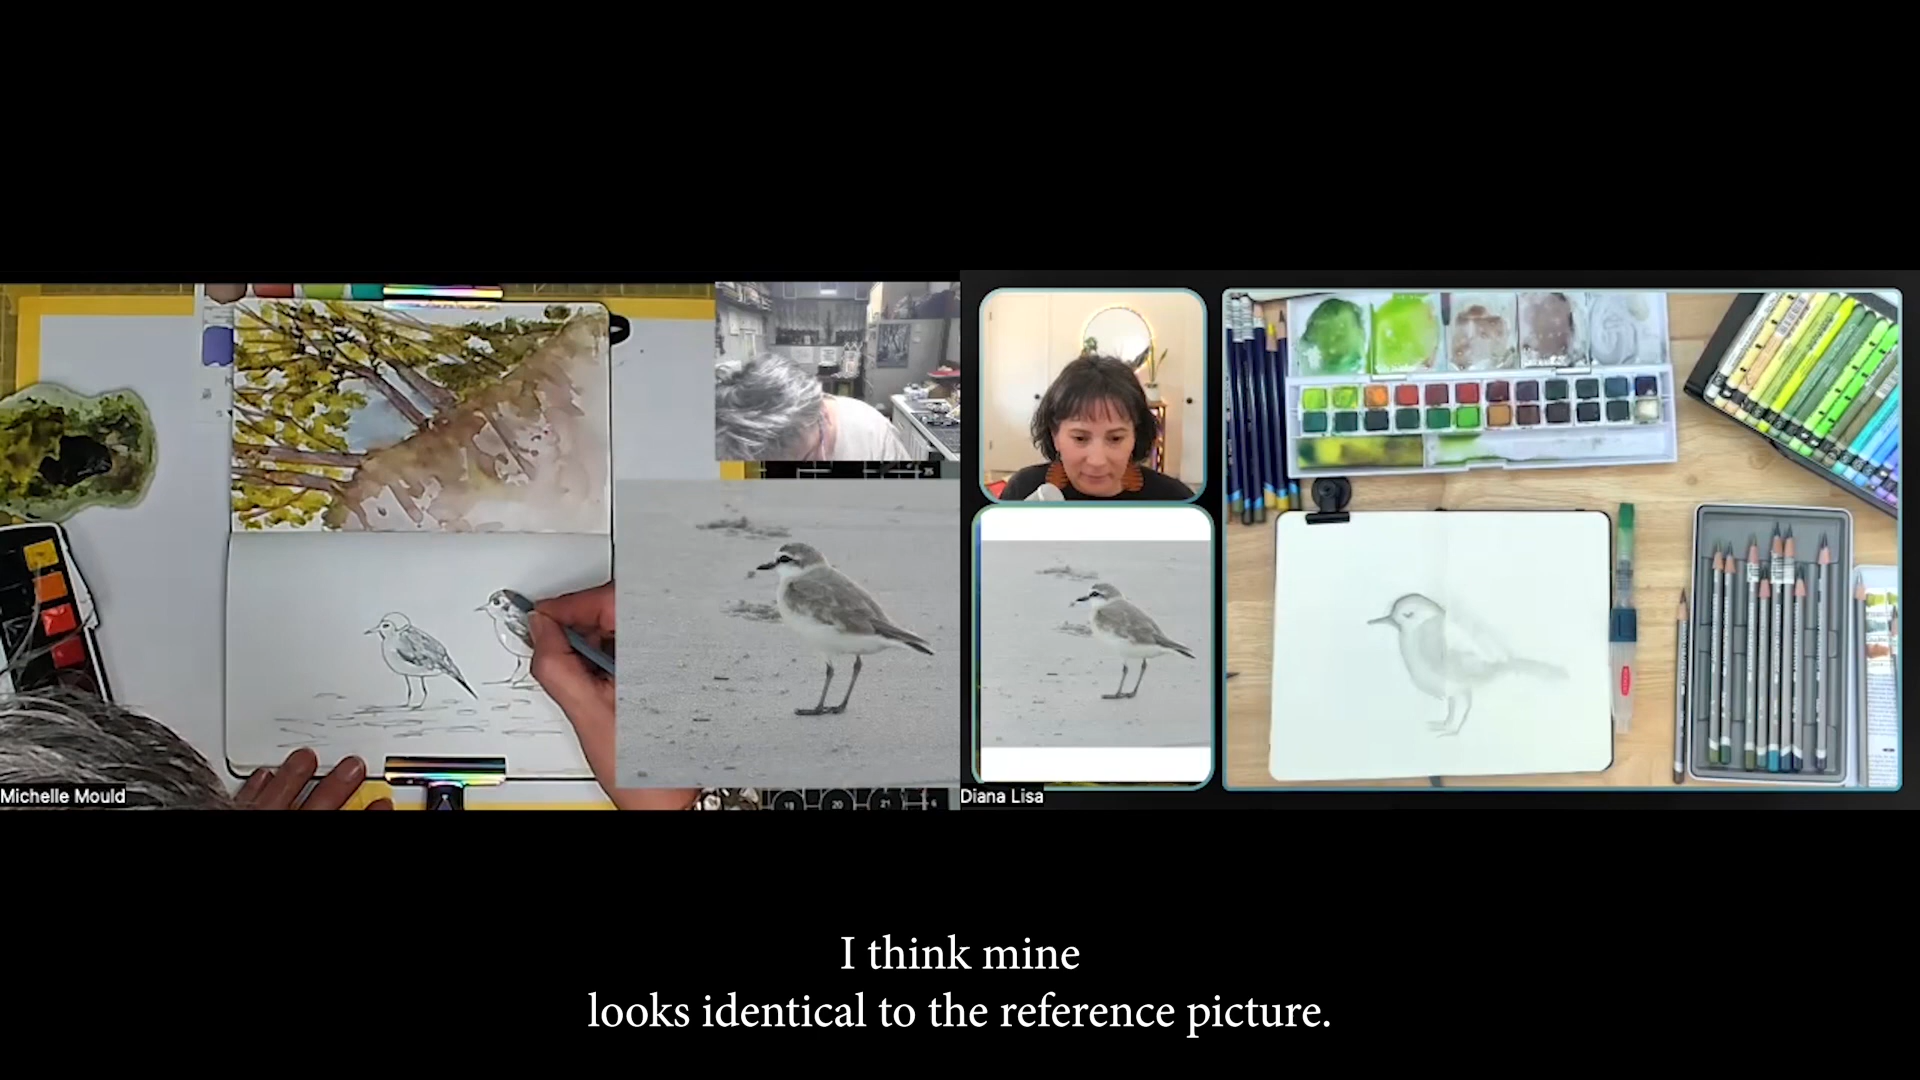 Michelle Mould
Diana Lisa
I think mine
looks identical to the reference picture.